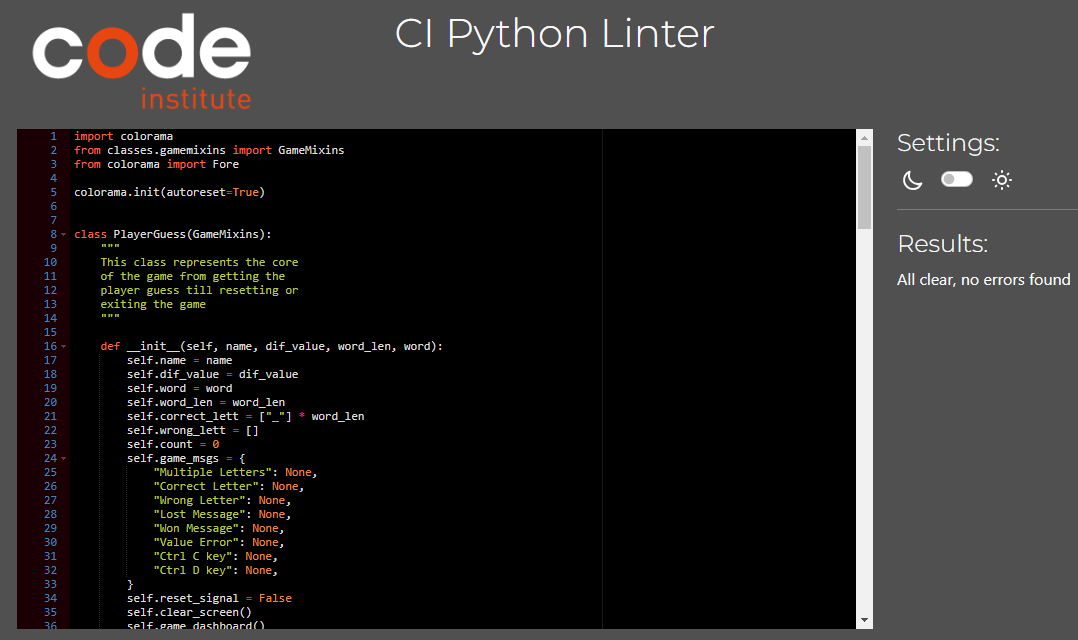 code
institute
CI Python Linter
1 import colorama
2 from classes.gamemixins import GameMixins
3 from colorama import Fore
4
5 colorama.init(autoreset=True)
6
7
8 class PlayerGuess(GameMixins):
9     """
10     This class represents the core
11     of the game from getting the
12     player guess till resetting or
13     exiting the game
14     """
15
16     def __init__(self, name, dif_value, word_len, word):
17         self.name = name
18         self.dif_value = dif_value
19         self.word = word
20         self.word_len = word_len
21         self.correct_lett = ["_"] * word_len
22         self.wrong_lett = []
23         self.count = 0
24         self.game_msgs = {
25             "Multiple Letters": None,
26             "Correct Letter": None,
27             "Wrong Letter": None,
28             "Lost Message": None,
29             "Won Message": None,
30             "Value Error": None,
31             "Ctrl C key": None,
32             "Ctrl D key": None,
33         }
34         self.reset_signal = False
35         self.clear_screen()
36         self.game_dashboard()
Settings:
Results:
All clear, no errors found